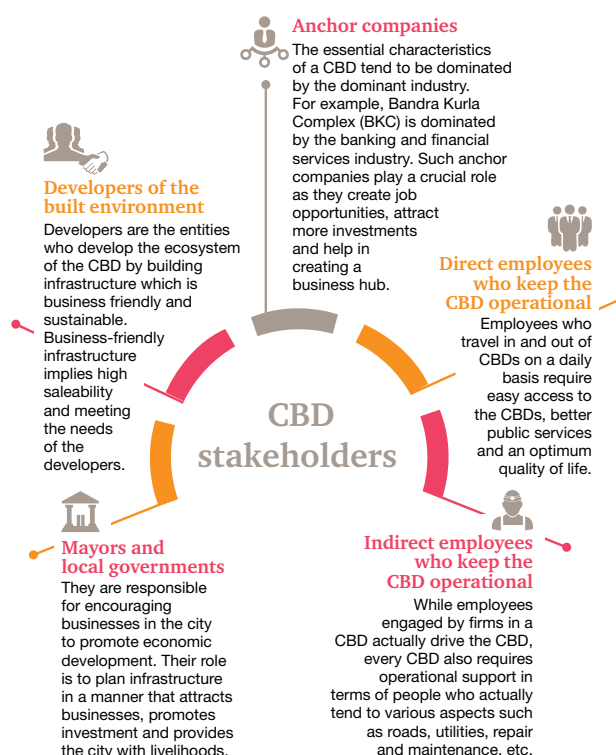 Anchor companies
The essential characteristics
of a CBD tend to be dominated
by the dominant industry.
For example, Bandra Kurla
Complex (BKC) is dominated
by the banking and financial
services industry. Such anchor
companies play a crucial role
as they create job
opportunities, attract
more investments
and help in
creating a
business hub.
Developers of the
built environment
Developers are the entities
who develop the ecosystem
of the CBD by building
infrastructure which is
business friendly and
sustainable.
Business-friendly
infrastructure
implies high
saleability
and meeting
the needs
of the
developers.
Direct employees
who keep the
CBD operational
Employees who
travel in and out of
CBDs on a daily
basis require
easy access to
the CBDs, better
public services
and an optimum
quality of life.
CBD
stakeholders
Mayors and
local governments
They are responsible
for encouraging
businesses in the city
to promote economic
development. Their role
is to plan infrastructure
in a manner that attracts
businesses, promotes
investment and provides
the city with livelihoods.
Indirect employees
who keep the
CBD operational
While employees
engaged by firms in a
CBD actually drive the CBD,
every CBD also requires
operational support in
terms of people who actually
tend to various aspects such
as roads, utilities, repair
and maintenance, etc.